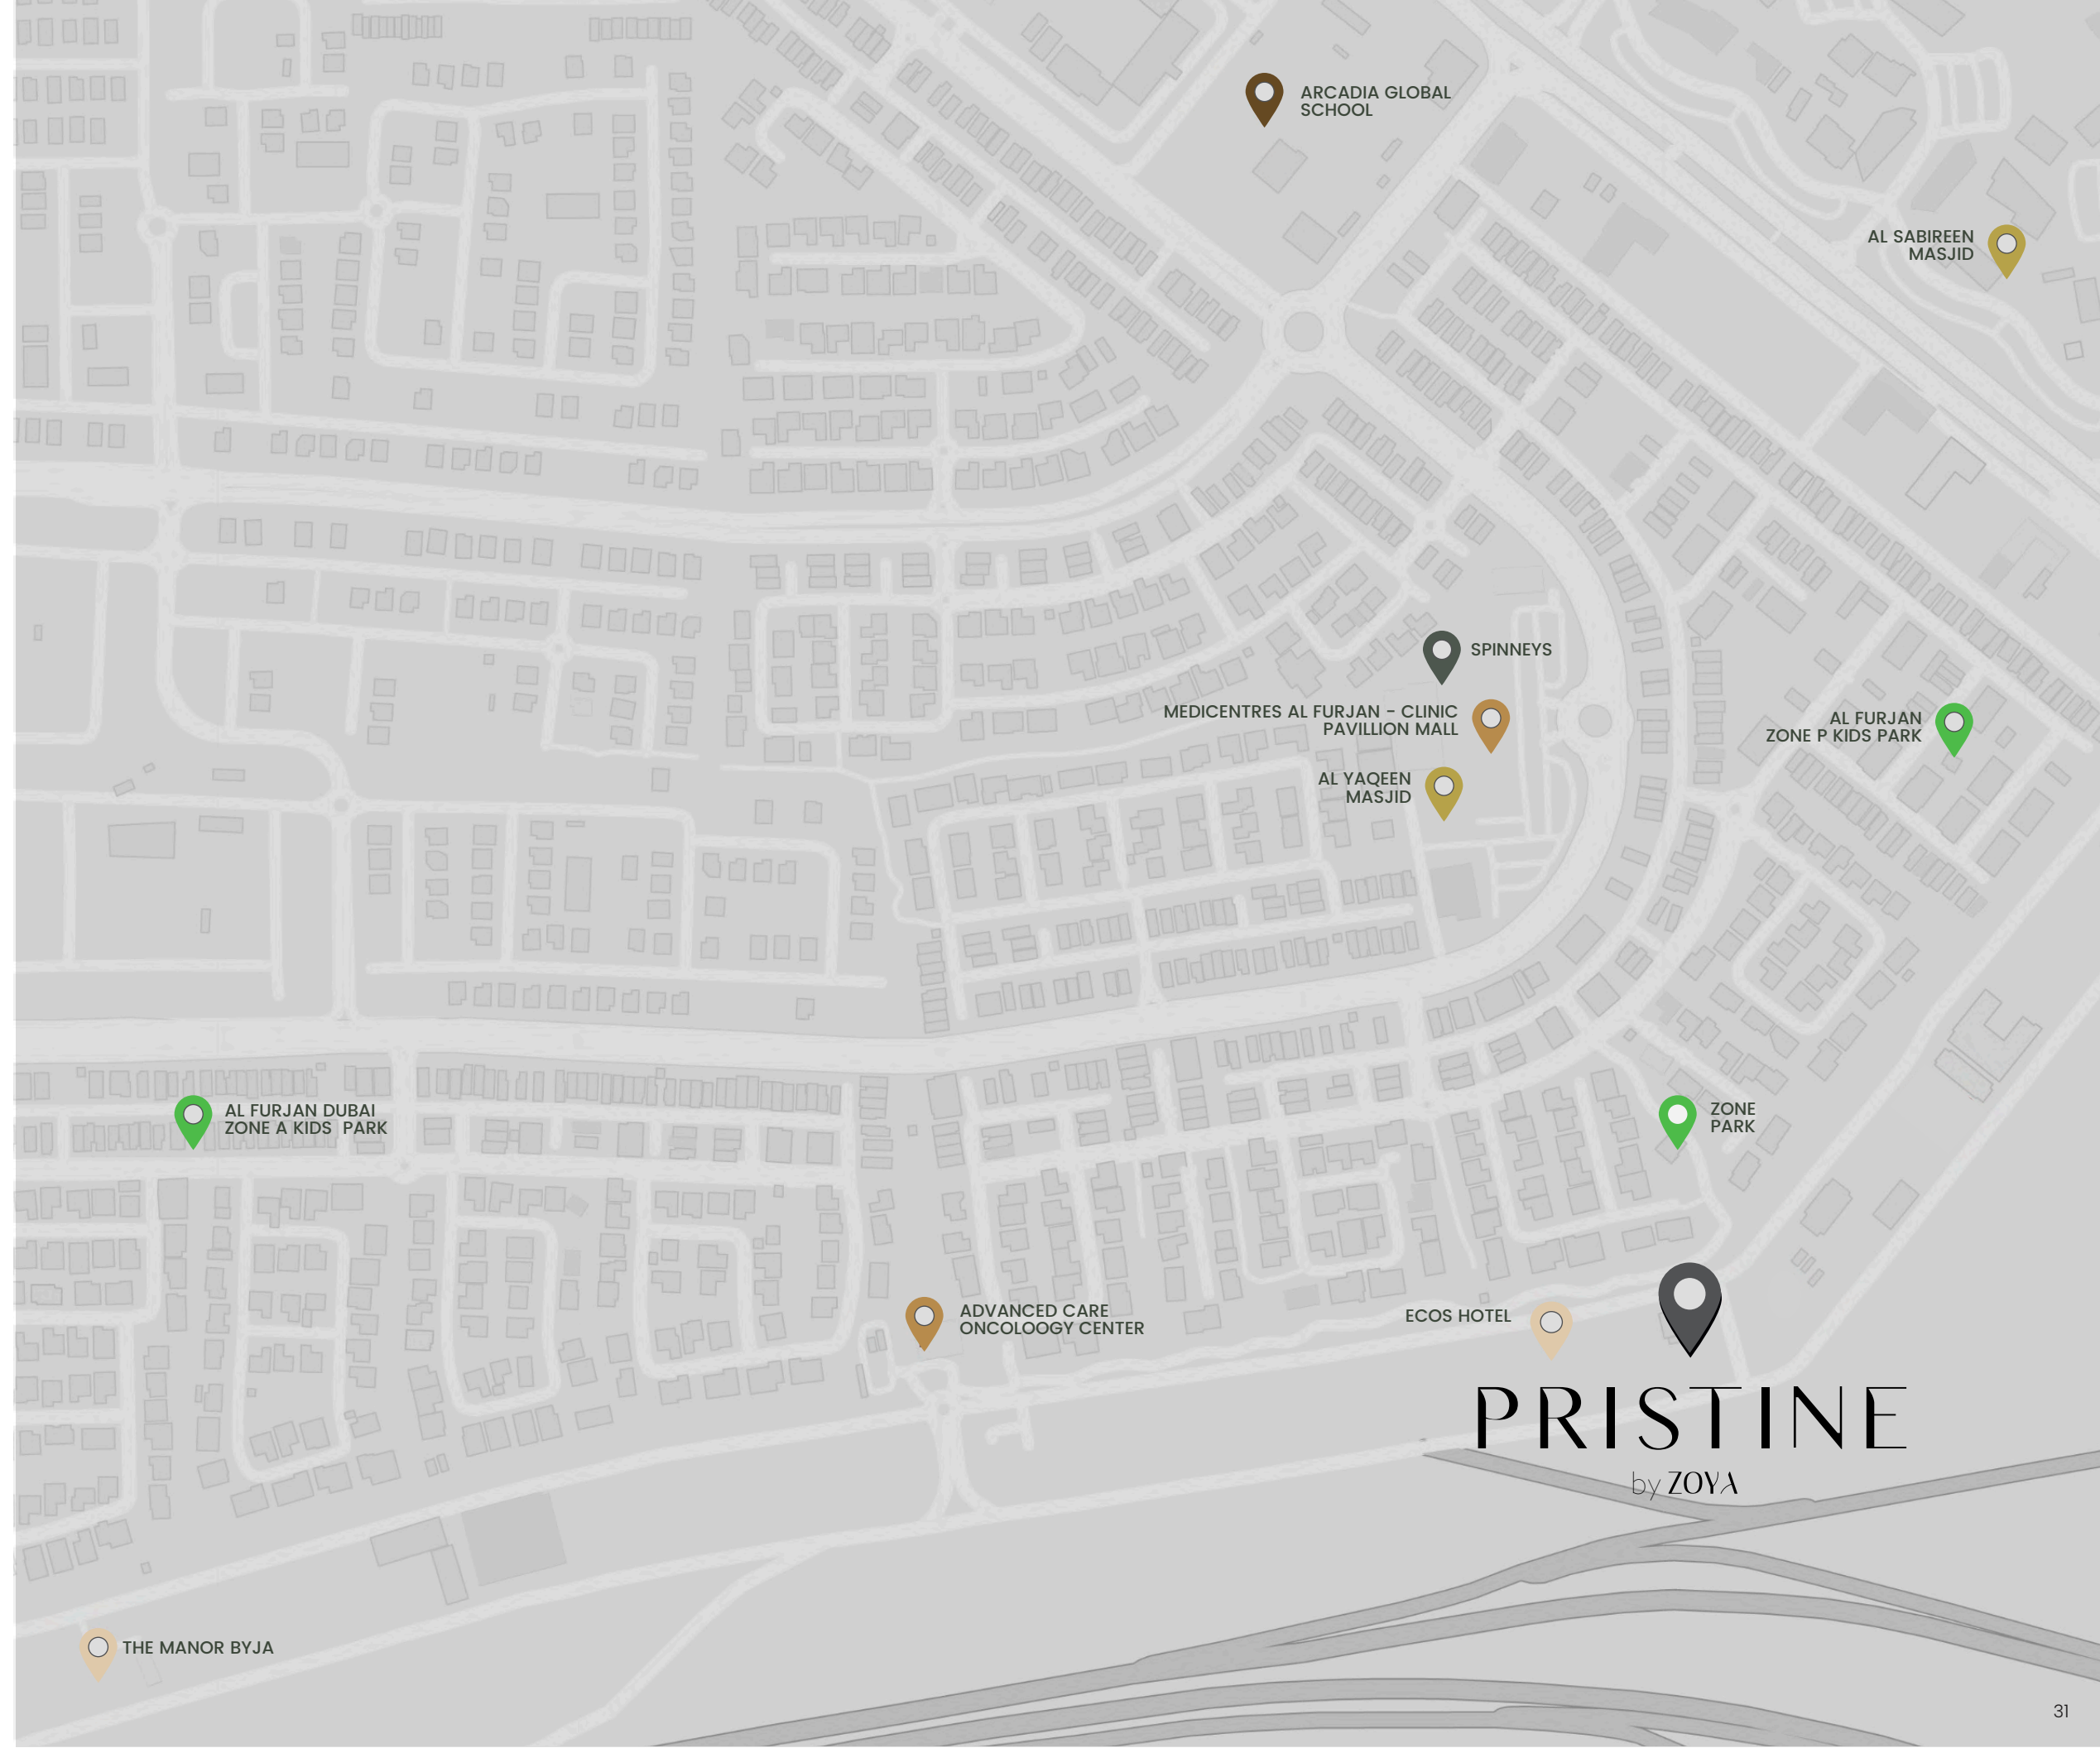 ARCADIA GLOBAL
SCHOOL
AL SABIREEN
MASJID
SPINNEYS
MEDICENTRES AL FURJAN - CLINIC
PAVILLION MALL
AL FURJAN
ZONE P KIDS PARK
AL YAQEEN
MASJID
AL FURJAN DUBAI
ZONE A KIDS PARK
ZONE
PARK
ADVANCED CARE
ONCOLOOGY CENTER
ECOS HOTEL
PRISTINE
by ZOYA
THE MANOR BYJA
31